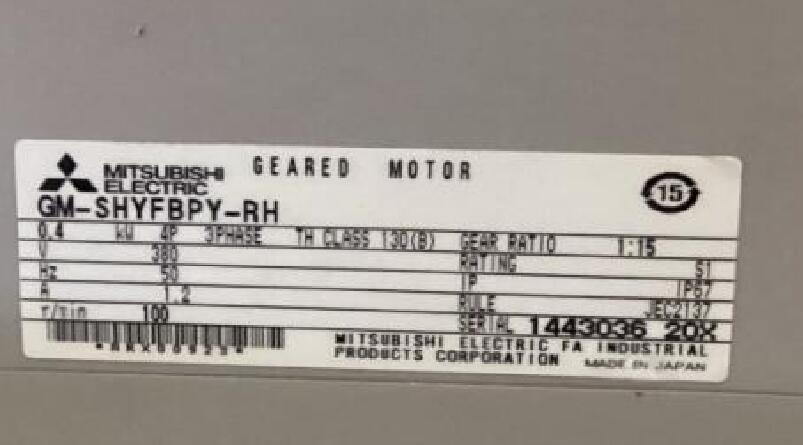 MITSUBISHI ELECTRIC
GEARED MOTOR
15
GM-SHYFBPY-RH
0.4 kW 4P 3PHASE TH CLASS 130(B) GEAR RATIO 1:15
V 380 RATING S1
Hz 50 IP IP67
A 1.2 RULE JEC2137
r/min 100 SERIAL 1443036 20X
MITSUBISHI ELECTRIC FA INDUSTRIAL
PRODUCTS CORPORATION MADE IN JAPAN